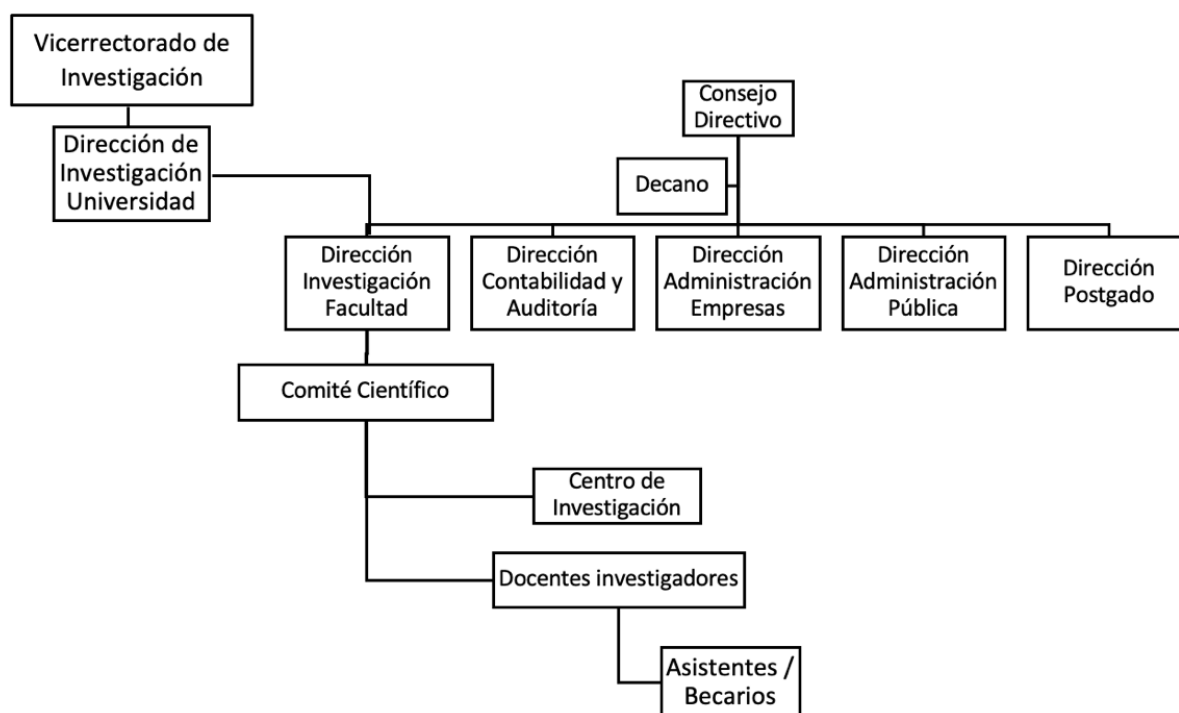 Vicerrectorado de
Investigación
Dirección de
Investigación
Universidad
Consejo
Directivo
Decano
Dirección
Investigación
Facultad
Dirección
Contabilidad y
Auditoría
Dirección
Administración
Empresas
Dirección
Administración
Pública
Dirección
Postgado
Comité Científico
Centro de
Investigación
Docentes investigadores
Asistentes /
Becarios